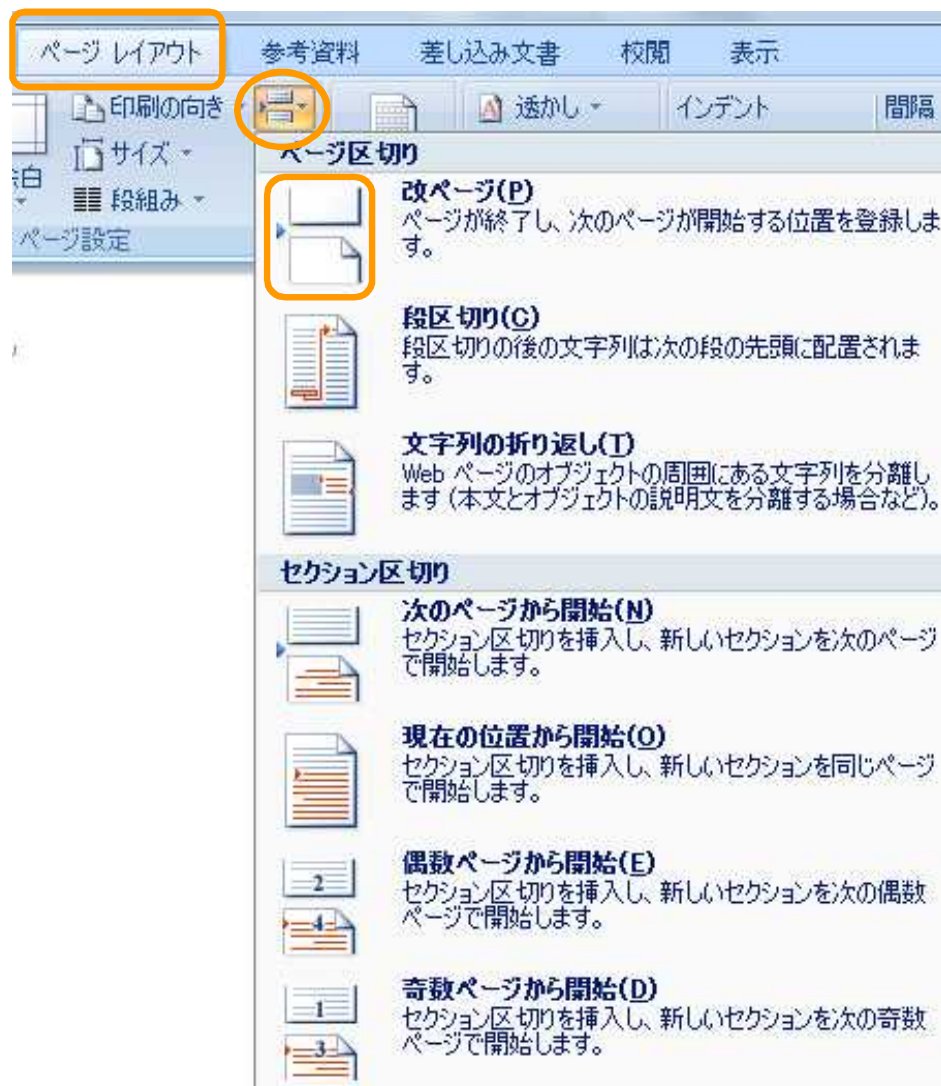 ページ レイアウト 参考資料 差し込み文書 校閲 表示
印刷の向き 透かし インデント 間隔
サイズ
白
段組み
ページ設定
ページ区切り
改ページ(P)
ページが終了し、次のページが開始する位置を登録しま
す。
段区切り(C)
段区切りの後の文字列は次の段の先頭に配置されま
す。
文字列の折り返し(T)
Web ページのオブジェクトの周囲にある文字列を分離し
ます (本文とオブジェクトの説明文を分離する場合など)。
セクション区切り
次のページから開始(N)
セクション区切りを挿入し、新しいセクションを次のページ
で開始します。
現在の位置から開始(O)
セクション区切りを挿入し、新しいセクションを同じページ
で開始します。
偶数ページから開始(E)
2
セクション区切りを挿入し、新しいセクションを次の偶数
4
ページで開始します。
奇数ページから開始(D)
1
セクション区切りを挿入し、新しいセクションを次の奇数
3
ページで開始します。